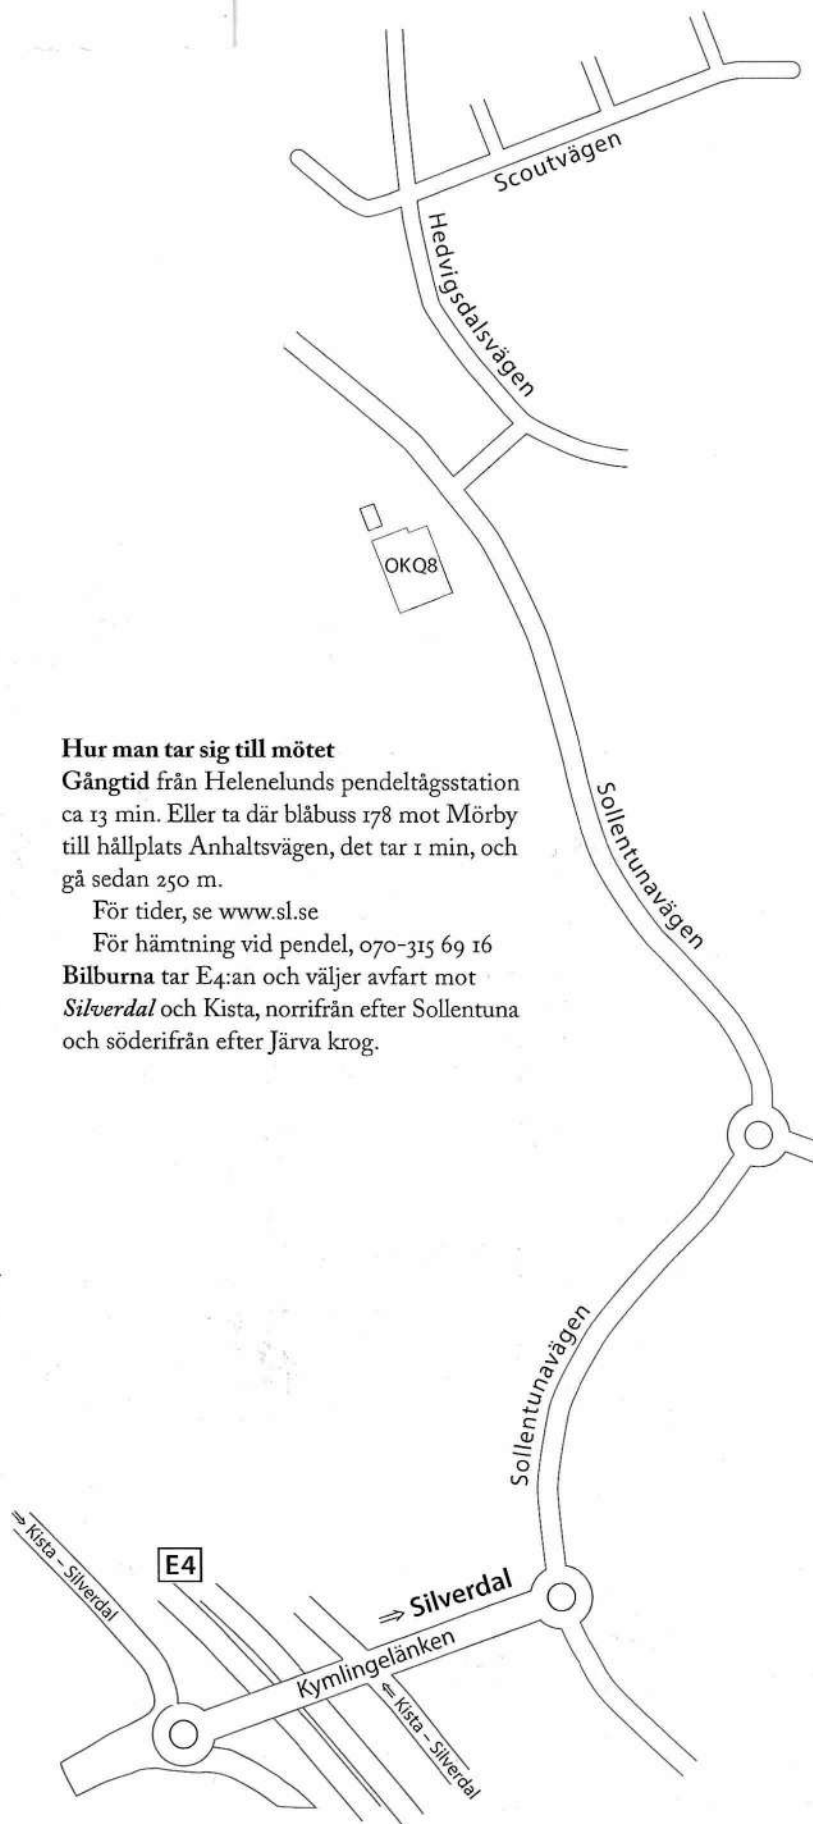 Scoutvägen
Hedvigsdalsvägen
OKQ8
Hur man tar sig till mötet
Gångtid från Helenelunds pendeltågsstation
ca 13 min. Eller ta där blåbuss 178 mot Mörby
till hållplats Anhaltsvägen, det tar 1 min, och
gå sedan 250 m.
För tider, se www.sl.se
För hämtning vid pendel, 070-315 69 16
Bilburna tar E4:an och väljer avfart mot
Silverdal och Kista, norrifrån efter Sollentuna
och söderifrån efter Järva krog.
Sollentunavägen
Sollentunavägen
⇒ Kista – Silverdal
E4
⇒ Silverdal
Kymlingelänken
⇐ Kista – Silverdal